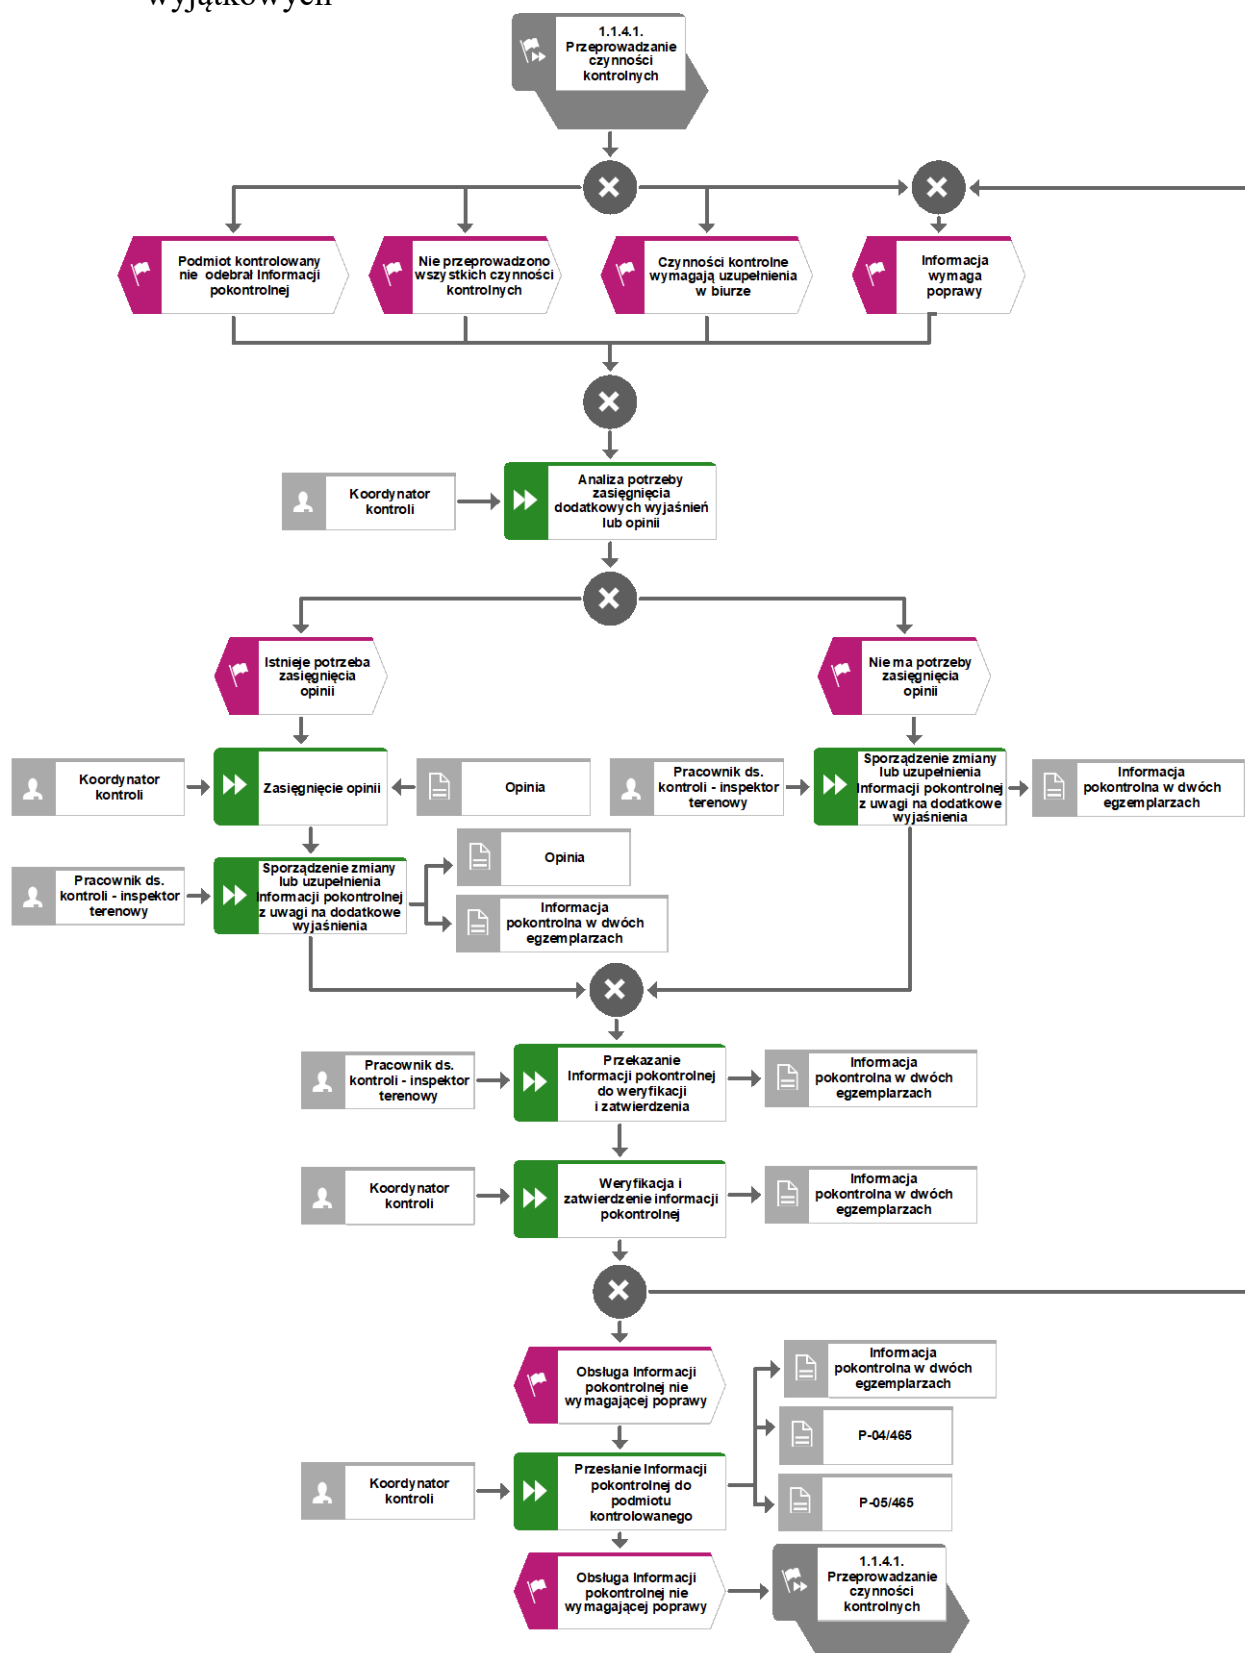 wyjątkowych
1.1.4.1.
Przeprowadzanie
czynności
kontrolnych
Podmiot kontrolowany
nie odebrał Informacji
pokontrolnej
Nie przeprowadzono
wszystkich czynności
kontrolnych
Czynności kontrolne
wymagają uzupełnienia
w biurze
Informacja
wymaga
poprawy
Koordynator
kontroli
Analiza potrzeby
zasięgnięcia
dodatkowych wyjaśnień
lub opinii
Istnieje potrzeba
zasięgnięcia
opinii
Nie ma potrzeby
zasięgnięcia
opinii
Koordynator
kontroli
Zasięgnięcie opinii
Opinia
Pracownik ds.
kontroli - inspektor
terenowy
Sporządzenie zmiany
lub uzupełnienia
Informacji pokontrolnej
z uwagi na dodatkowe
wyjaśnienia
Informacja
pokontrolna w dwóch
egzemplarzach
Pracownik ds.
kontroli - inspektor
terenowy
Sporządzenie zmiany
lub uzupełnienia
Informacji pokontrolnej
z uwagi na dodatkowe
wyjaśnienia
Opinia
Informacja
pokontrolna w dwóch
egzemplarzach
Pracownik ds.
kontroli - inspektor
terenowy
Przekazanie
Informacji pokontrolnej
do weryfikacji
i zatwierdzenia
Informacja
pokontrolna w dwóch
egzemplarzach
Koordynator
kontroli
Weryfikacja i
zatwierdzenie informacji
pokontrolnej
Informacja
pokontrolna w dwóch
egzemplarzach
Obsługa Informacji
pokontrolnej nie
wymagającej poprawy
Informacja
pokontrolna w dwóch
egzemplarzach
P-04/465
Koordynator
kontroli
Przesłanie Informacji
pokontrolnej do
podmiotu
kontrolowanego
P-05/465
Obsługa Informacji
pokontrolnej nie
wymagającej poprawy
1.1.4.1.
Przeprowadzanie
czynności
kontrolnych